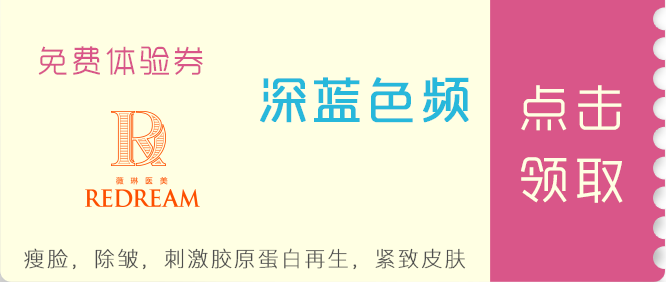 免费体验券
深蓝色频
薇琳医美
REDREAM
瘦脸，除皱，刺激胶原蛋白再生，紧致皮肤
点击
领取